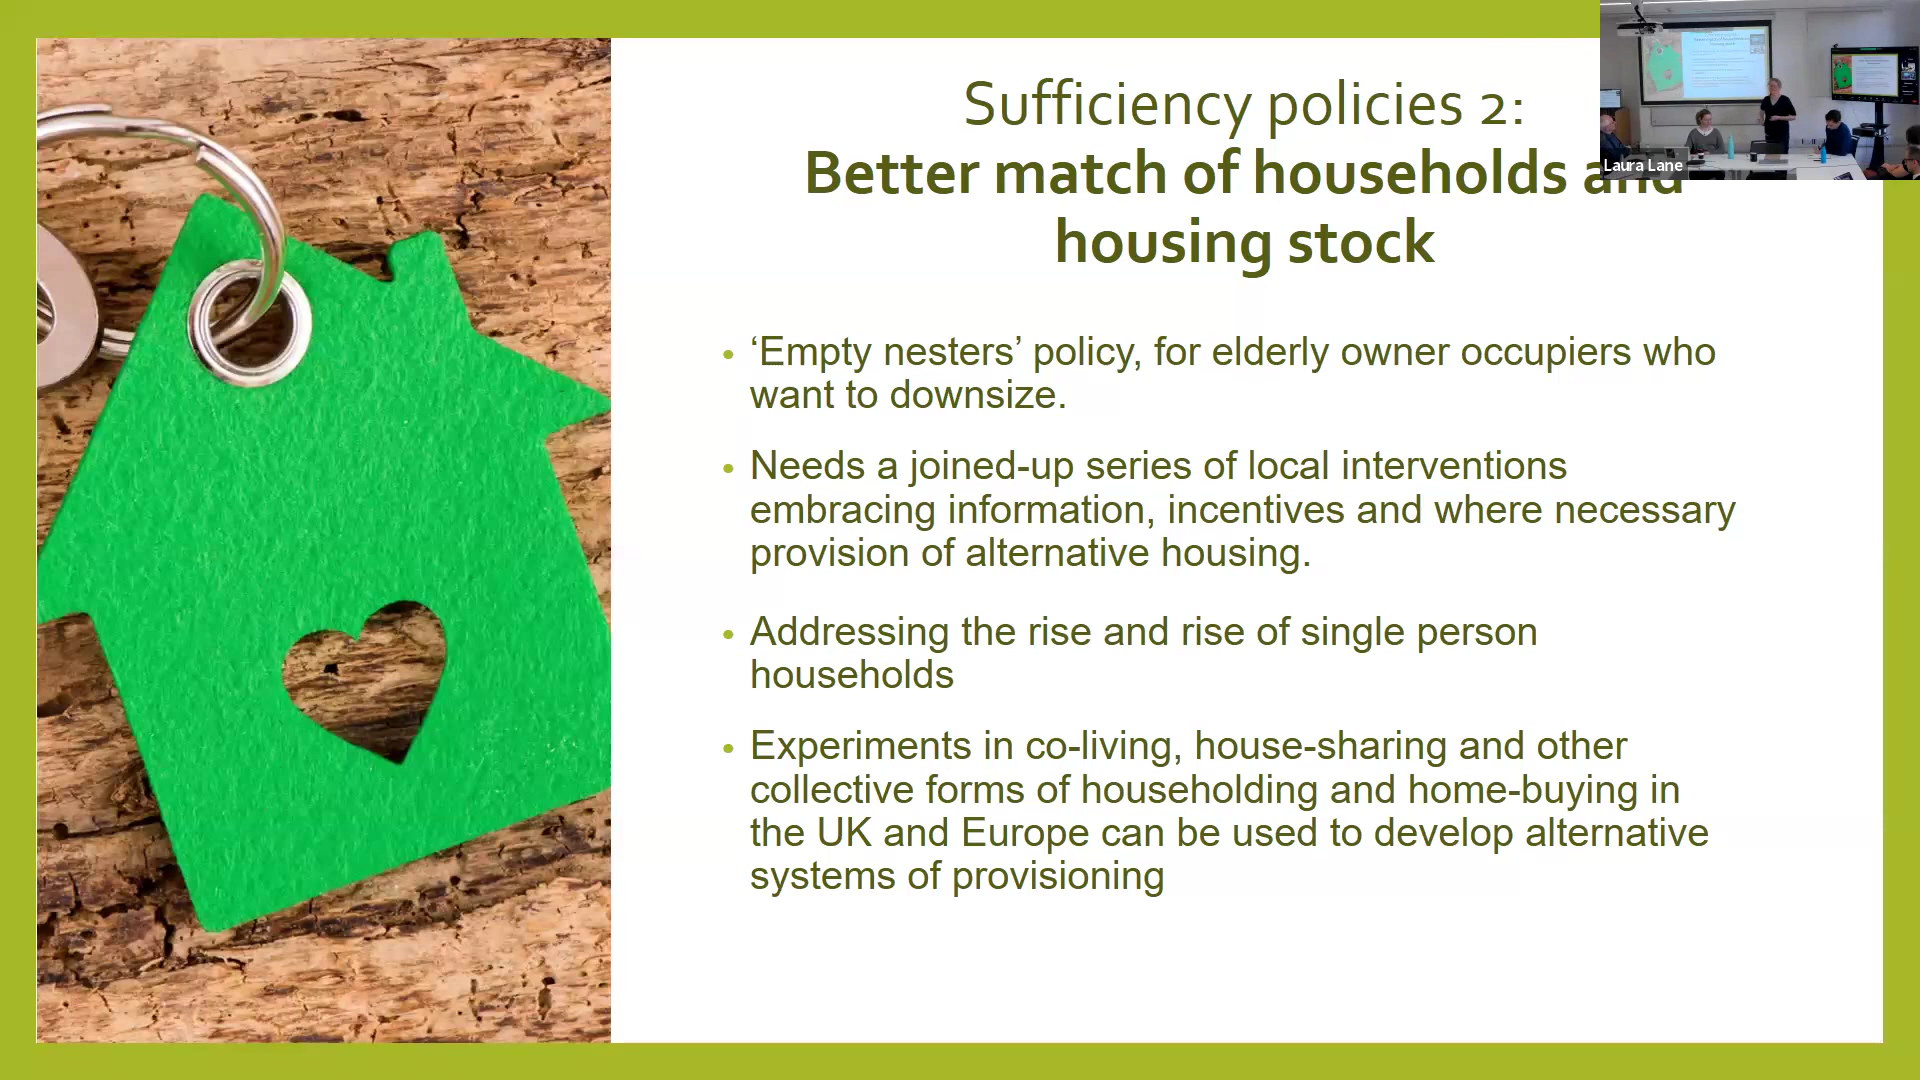 Sufficiency policies 2:
Better match of households and
housing stock
Laura Lane
• ‘Empty nesters’ policy, for elderly owner occupiers who
want to downsize.
• Needs a joined-up series of local interventions
embracing information, incentives and where necessary
provision of alternative housing.
• Addressing the rise and rise of single person
households
• Experiments in co-living, house-sharing and other
collective forms of householding and home-buying in
the UK and Europe can be used to develop alternative
systems of provisioning